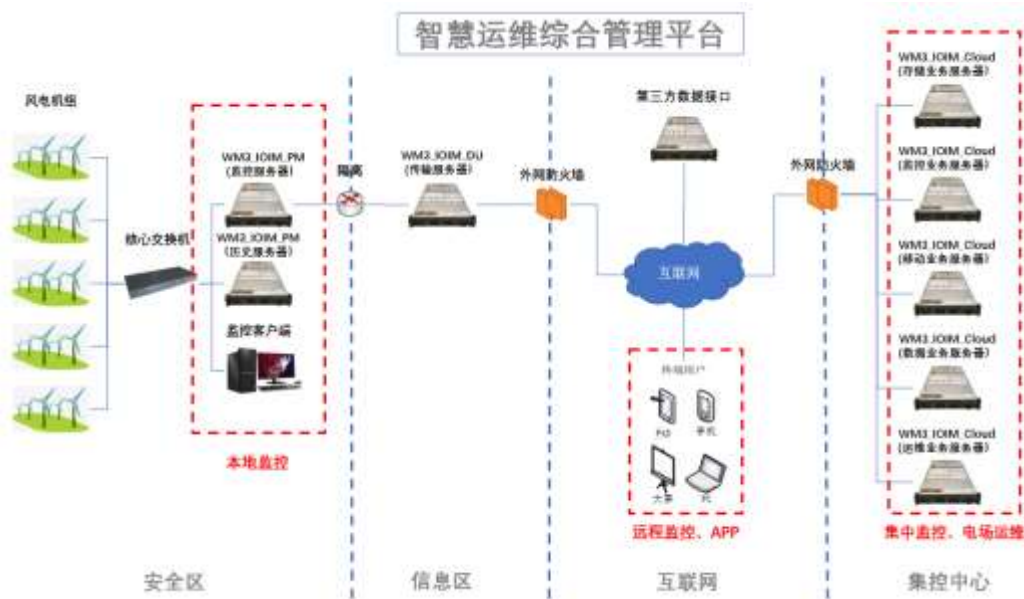 智慧运维综合管理平台
风电机组
核心交换机
WM3_IOIM_PM
(监控服务器)
WM3_IOIM_PM
(历史服务器)
监控客户端
本地监控
隔离
WM3_IOIM_DU
(传输服务器)
外网防火墙
第三方数据接口
互联网
终端用户
Pad
手机
大屏
PC
远程监控、APP
外网防火墙
WM3_IOIM_Cloud
(存储业务服务器)
WM3_IOIM_Cloud
(监控业务服务器)
WM3_IOIM_Cloud
(移动业务服务器)
WM3_IOIM_Cloud
(数据业务服务器)
WM3_IOIM_Cloud
(运维业务服务器)
集中监控、电场运维
安全区
信息区
互联网
集控中心